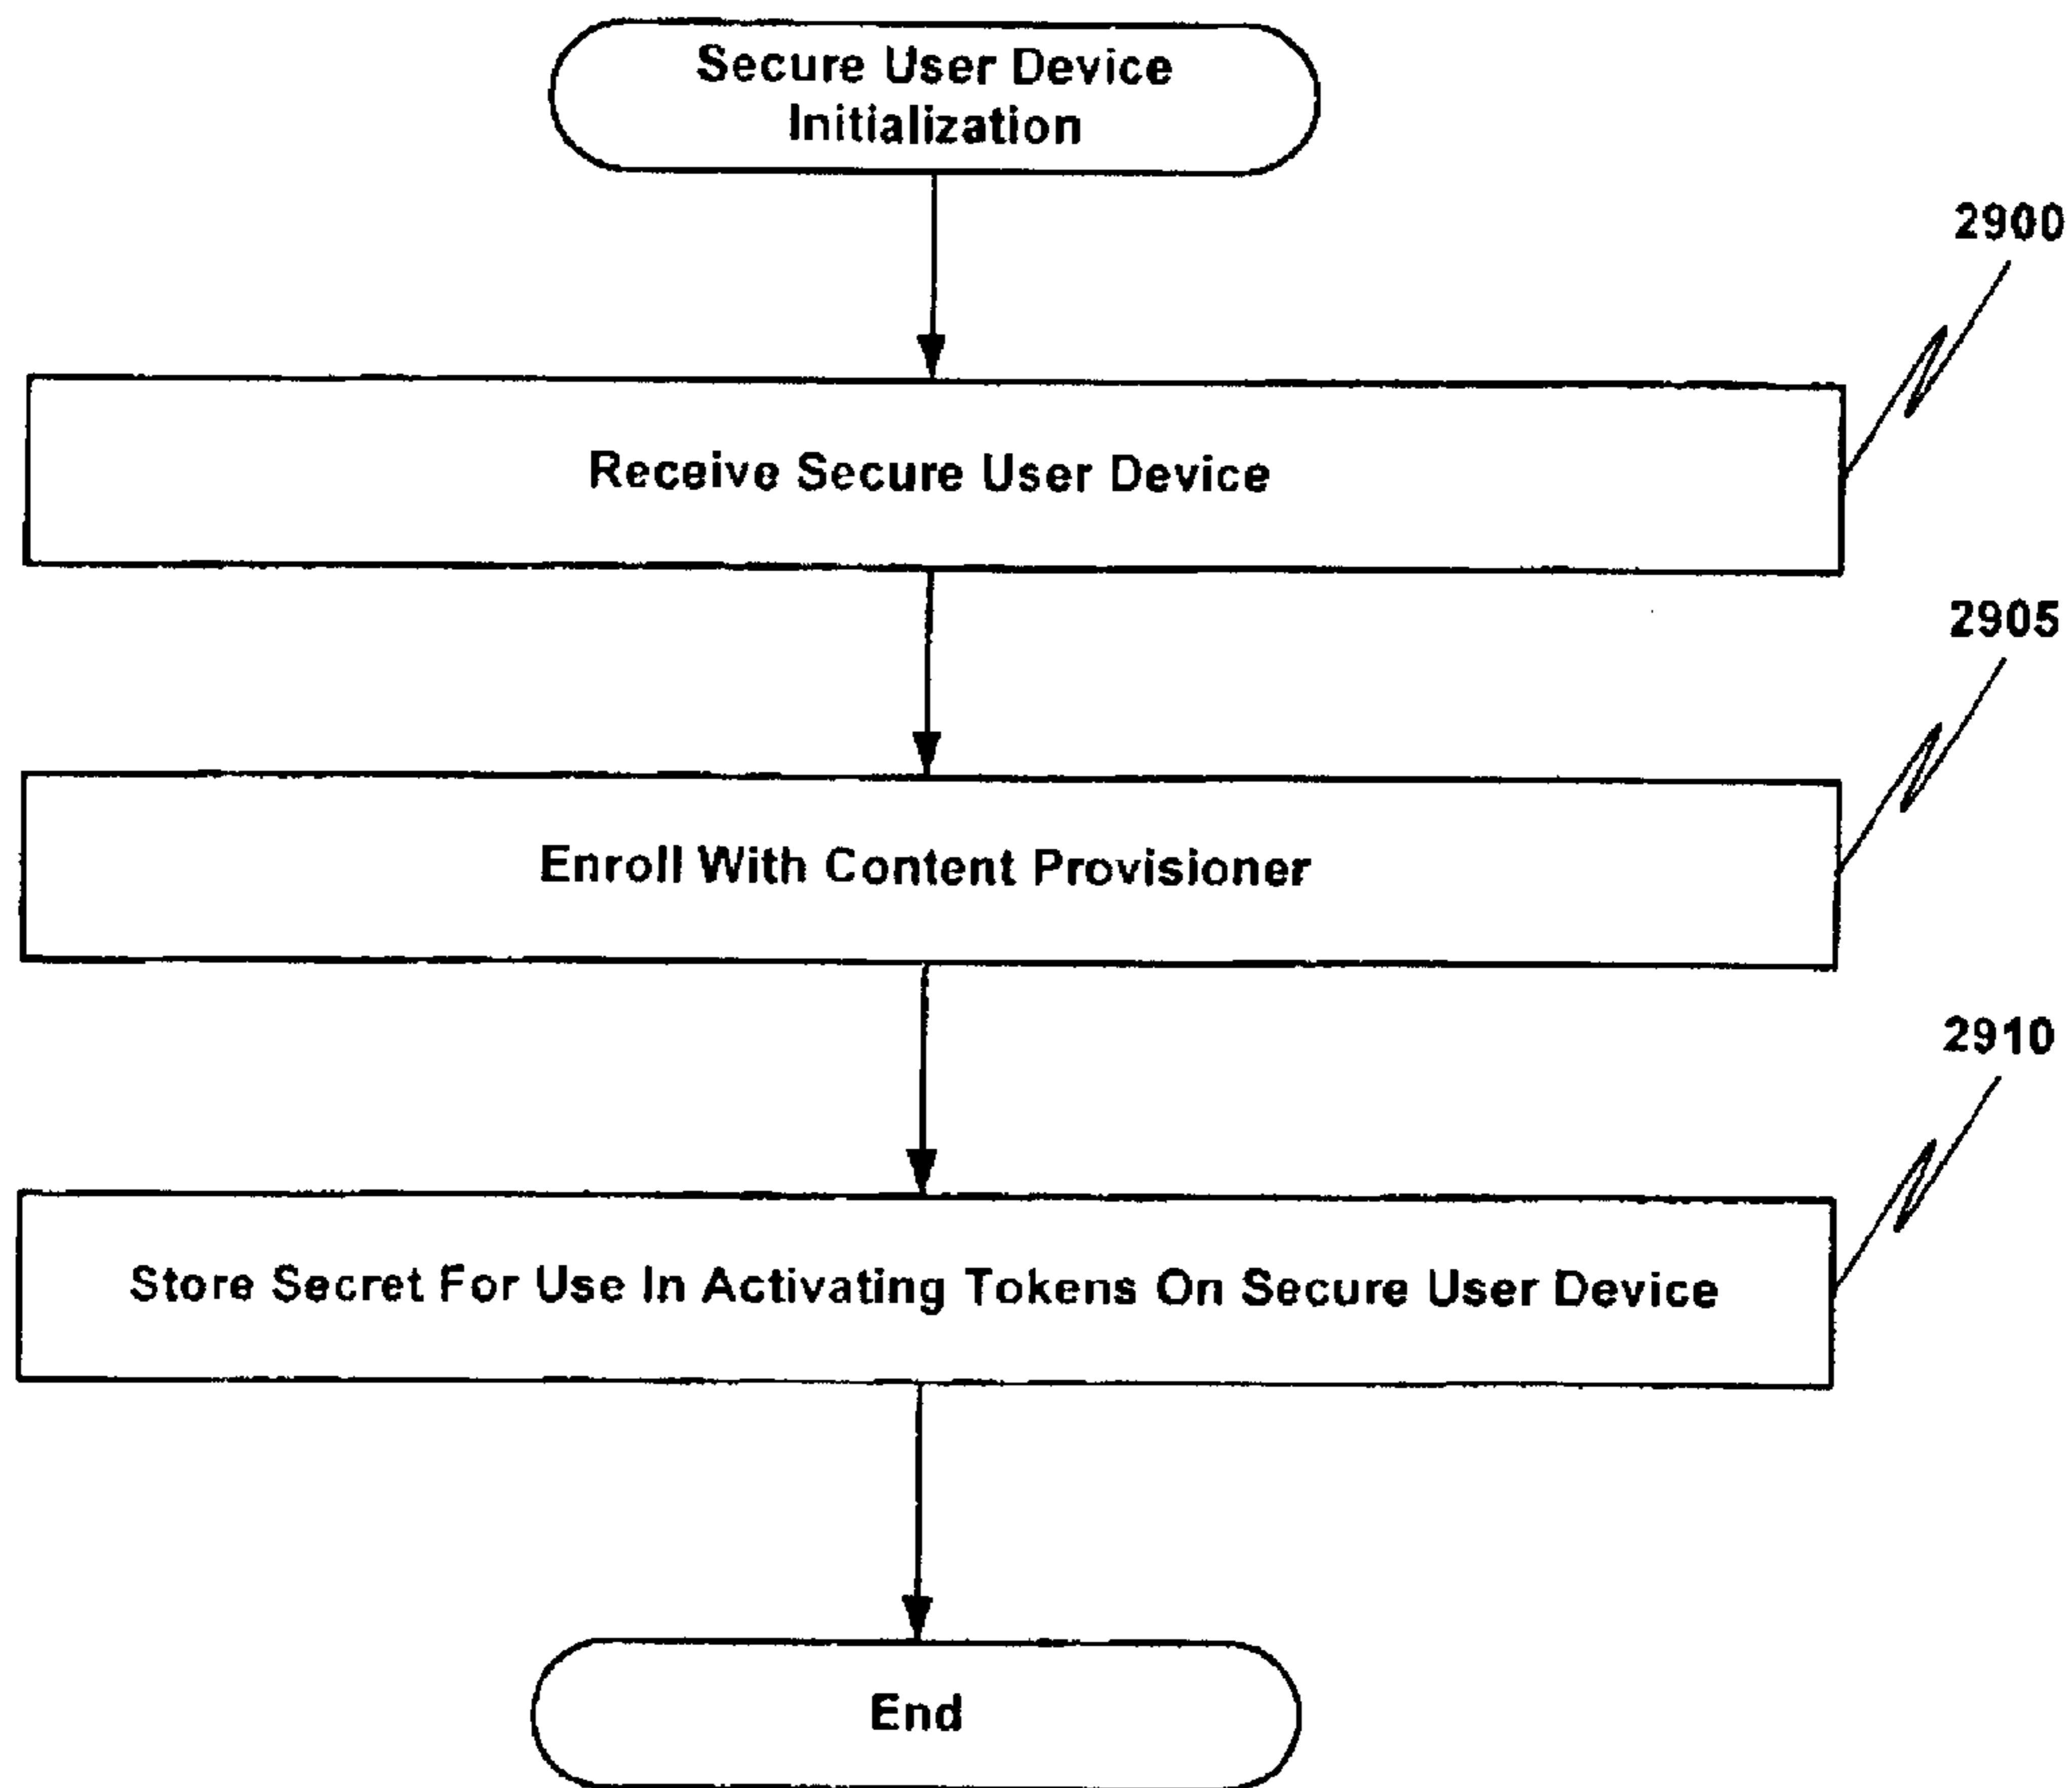 Secure User Device
Initialization
2900
Receive Secure User Device
2905
Enroll With Content Provisioner
2910
Store Secret For Use In Activating Tokens On Secure User Device
End